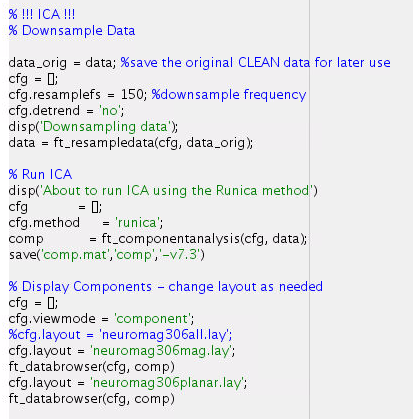 % !!! ICA !!!
% Downsample Data
data_orig = data; %save the original CLEAN data for later use
cfg = [];
cfg.resamplefs = 150; %downsample frequency
cfg.detrend = 'no';
disp('Downsampling data');
data = ft_resampledata(cfg, data_orig);
% Run ICA
disp('About to run ICA using the Runica method')
cfg = [];
cfg.method = 'runica';
comp = ft_componentanalysis(cfg, data);
save('comp.mat','comp','-v7.3')
% Display Components - change layout as needed
cfg = [];
cfg.viewmode = 'component';
%cfg.layout = 'neuromag306all.lay';
cfg.layout = 'neuromag306mag.lay';
ft_databrowser(cfg, comp)
cfg.layout = 'neuromag306planar.lay';
ft_databrowser(cfg, comp)